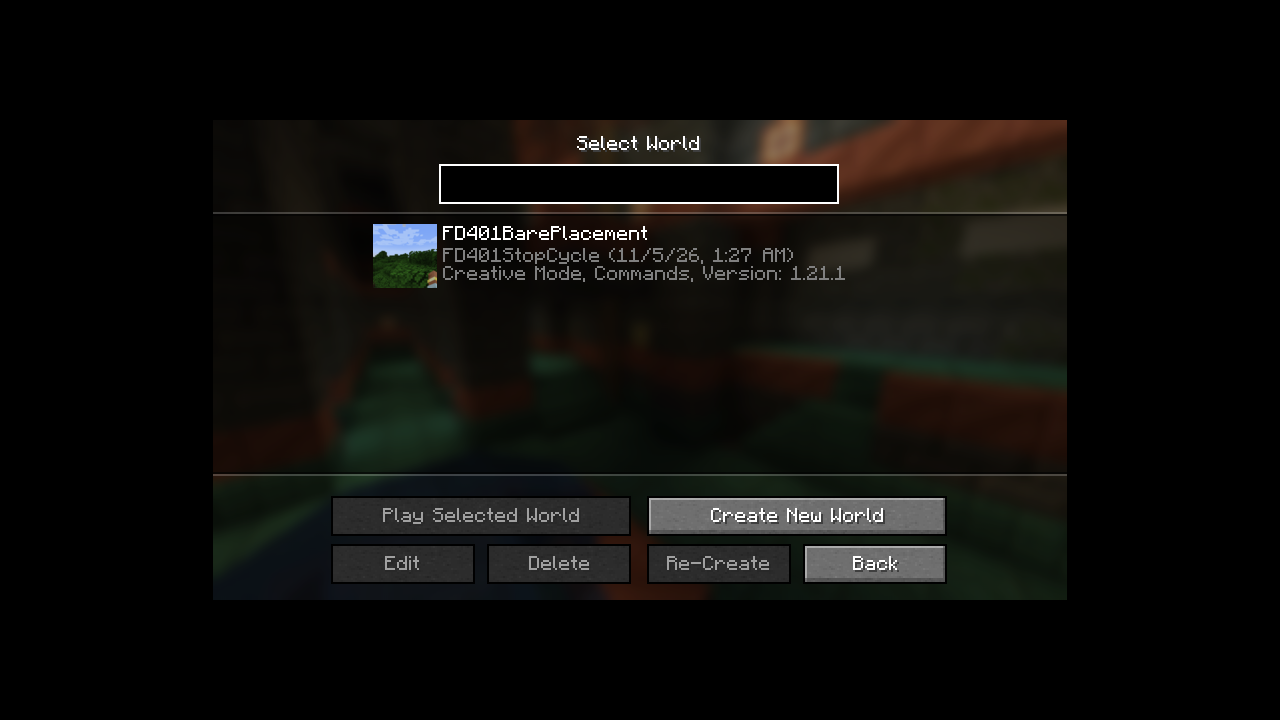 Select World
FD401BarePlacement
FD401StopCycle (11/5/26, 1:27 AM)
Creative Mode, Commands, Version: 1.21.1
Play Selected World
Create New World
Edit
Delete
Re-Create
Back